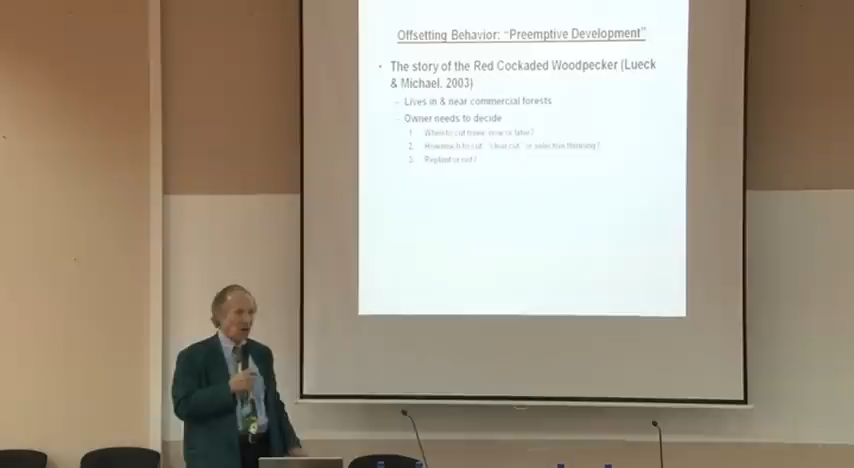 Offsetting Behavior: "Preemptive Development"
• The story of the Red Cockaded Woodpecker (Lueck
& Michael, 2003)
– Lives in & near commercial forests
– Owner needs to decide
1. When to cut trees: now or later?
2. How much to cut: "clear cut" or selective thinning?
3. Replant or not?